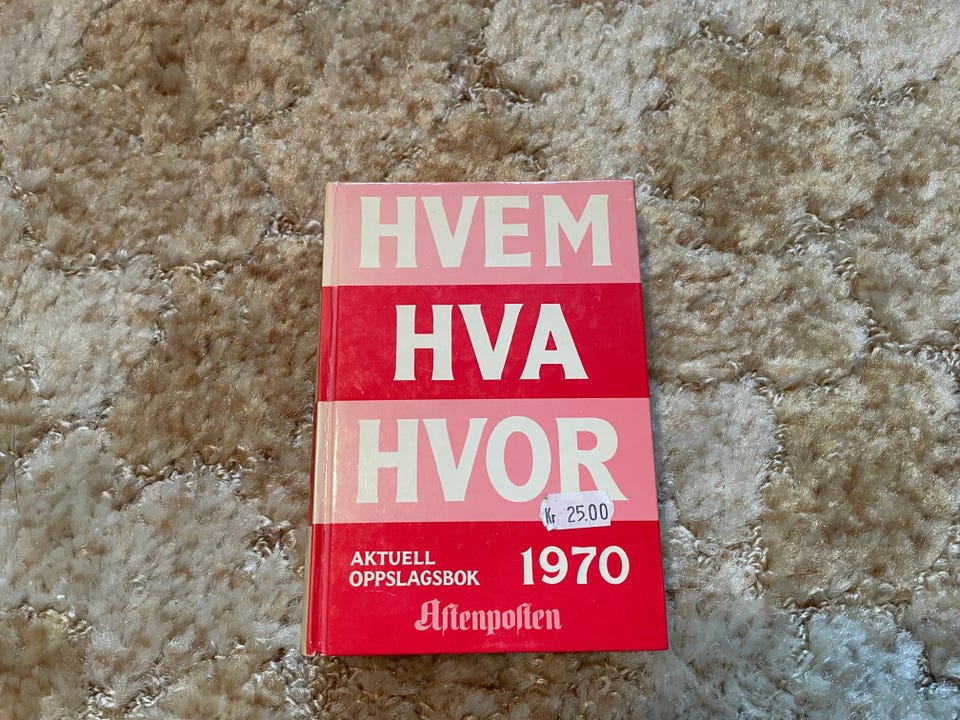 HVEM
HVA
HVOR
Kr 25.00
AKTUELL
OPPSLAGSBOK
1970
Aftenposten